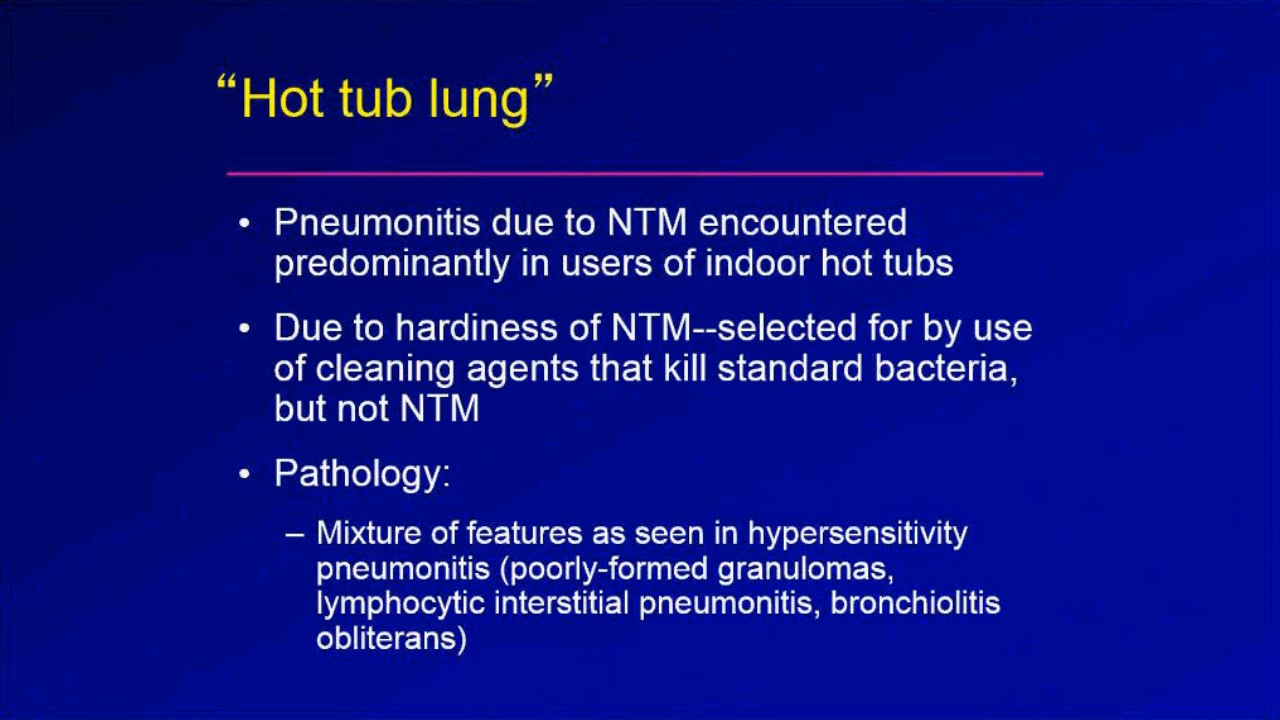 “Hot tub lung”
• Pneumonitis due to NTM encountered
predominantly in users of indoor hot tubs
• Due to hardiness of NTM--selected for by use
of cleaning agents that kill standard bacteria,
but not NTM
• Pathology:
– Mixture of features as seen in hypersensitivity
pneumonitis (poorly-formed granulomas,
lymphocytic interstitial pneumonitis, bronchiolitis
obliterans)